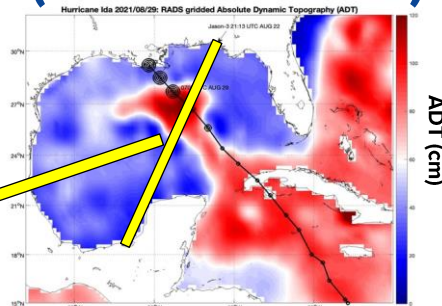 Hurricane Ida 2021/08/29: RADS gridded Absolute Dynamic Topography (ADT)
Jason-3 21:13 UTC AUG 22
30°N
27°N
24°N
21°N
18°N
15°N
AUG 29
120
100
80
60
40
20
0
ADT (cm)